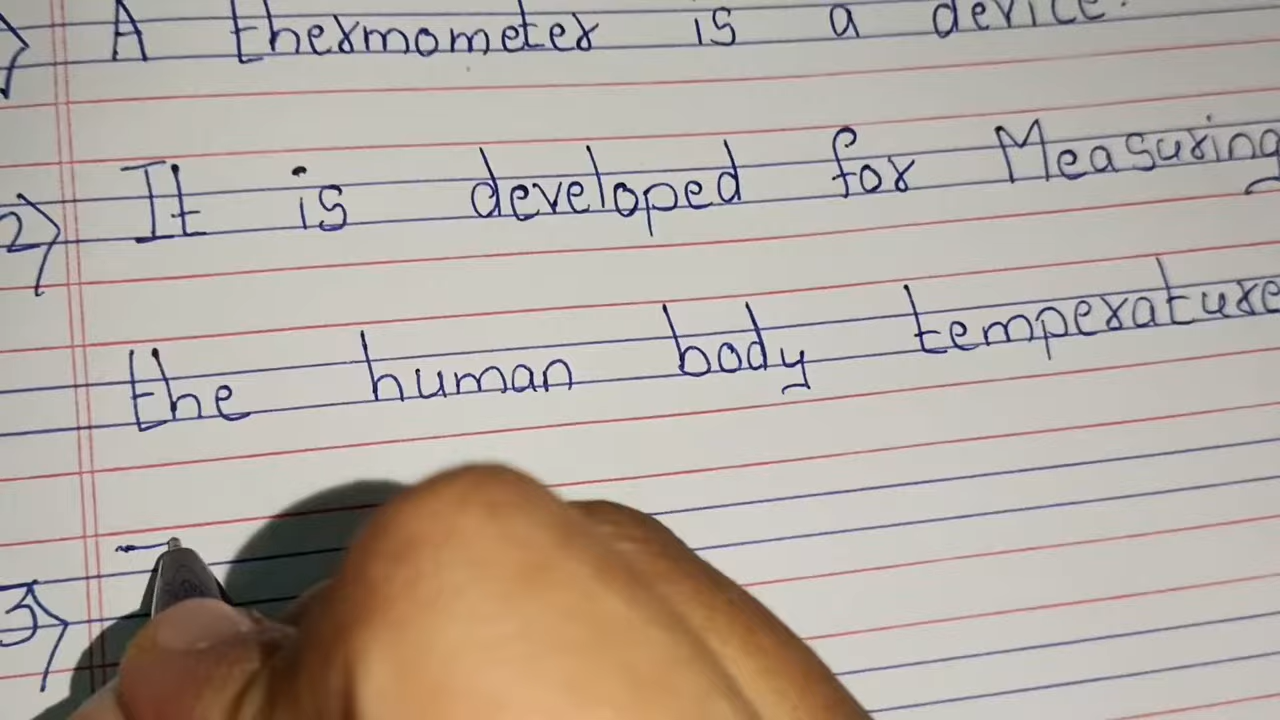 ) A thermometer is a device.
2) It is developed for Measuring
the human body temperature
3)